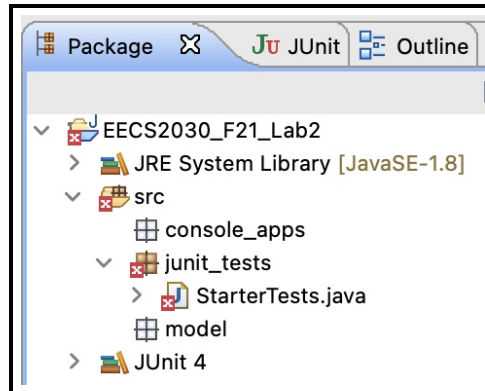 Package JUnit Outline
EECS2030_F21_Lab2
JRE System Library [JavaSE-1.8]
src
console_apps
junit_tests
StarterTests.java
model
JUnit 4